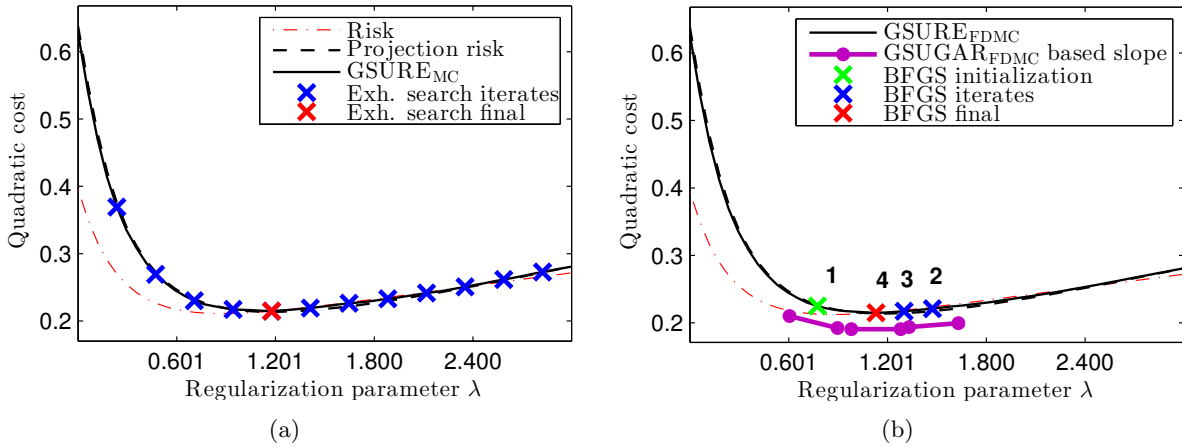 Quadratic cost
0.6
0.5
0.4
0.3
0.2
Risk
Projection risk
GSURE_MC
Exh. search iterates
Exh. search final
0.601
1.201
1.800
2.400
Regularization parameter λ
(a)
Quadratic cost
0.6
0.5
0.4
0.3
0.2
GSURE_FDMC
GSUGAR_FDMC based slope
BFGS initialization
BFGS iterates
BFGS final
1
4
3
2
0.601
1.201
1.800
2.400
Regularization parameter λ
(b)